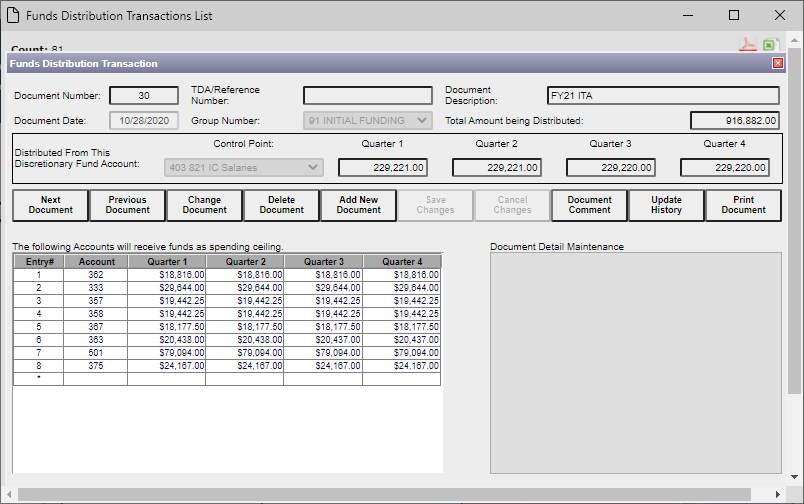 Funds Distribution Transactions List
Count: 81
Funds Distribution Transaction
Document Number: 30 TDA/Reference Number: Document Description: FY21 ITA
Document Date: 10/28/2020 Group Number: 91 INITIAL FUNDING Total Amount being Distributed: 916,882.00
Control Point: Quarter 1 Quarter 2 Quarter 3 Quarter 4
Distributed From This Discretionary Fund Account: 403 821 IC Salaries 229,221.00 229,221.00 229,220.00 229,220.00
Next Document Previous Document Change Document Delete Document Add New Document Save Changes Cancel Changes Document Comment Update History Print Document
The following Accounts will receive funds as spending ceiling. Document Detail Maintenance
Entry# Account Quarter 1 Quarter 2 Quarter 3 Quarter 4
1 362 $18,816.00 $18,816.00 $18,816.00 $18,816.00
2 333 $29,644.00 $29,644.00 $29,644.00 $29,644.00
3 357 $19,442.25 $19,442.25 $19,442.25 $19,442.25
4 358 $19,442.25 $19,442.25 $19,442.25 $19,442.25
5 367 $18,177.50 $18,177.50 $18,177.50 $18,177.50
6 363 $20,438.00 $20,438.00 $20,437.00 $20,437.00
7 501 $79,094.00 $79,094.00 $79,094.00 $79,094.00
8 375 $24,167.00 $24,167.00 $24,167.00 $24,167.00
*